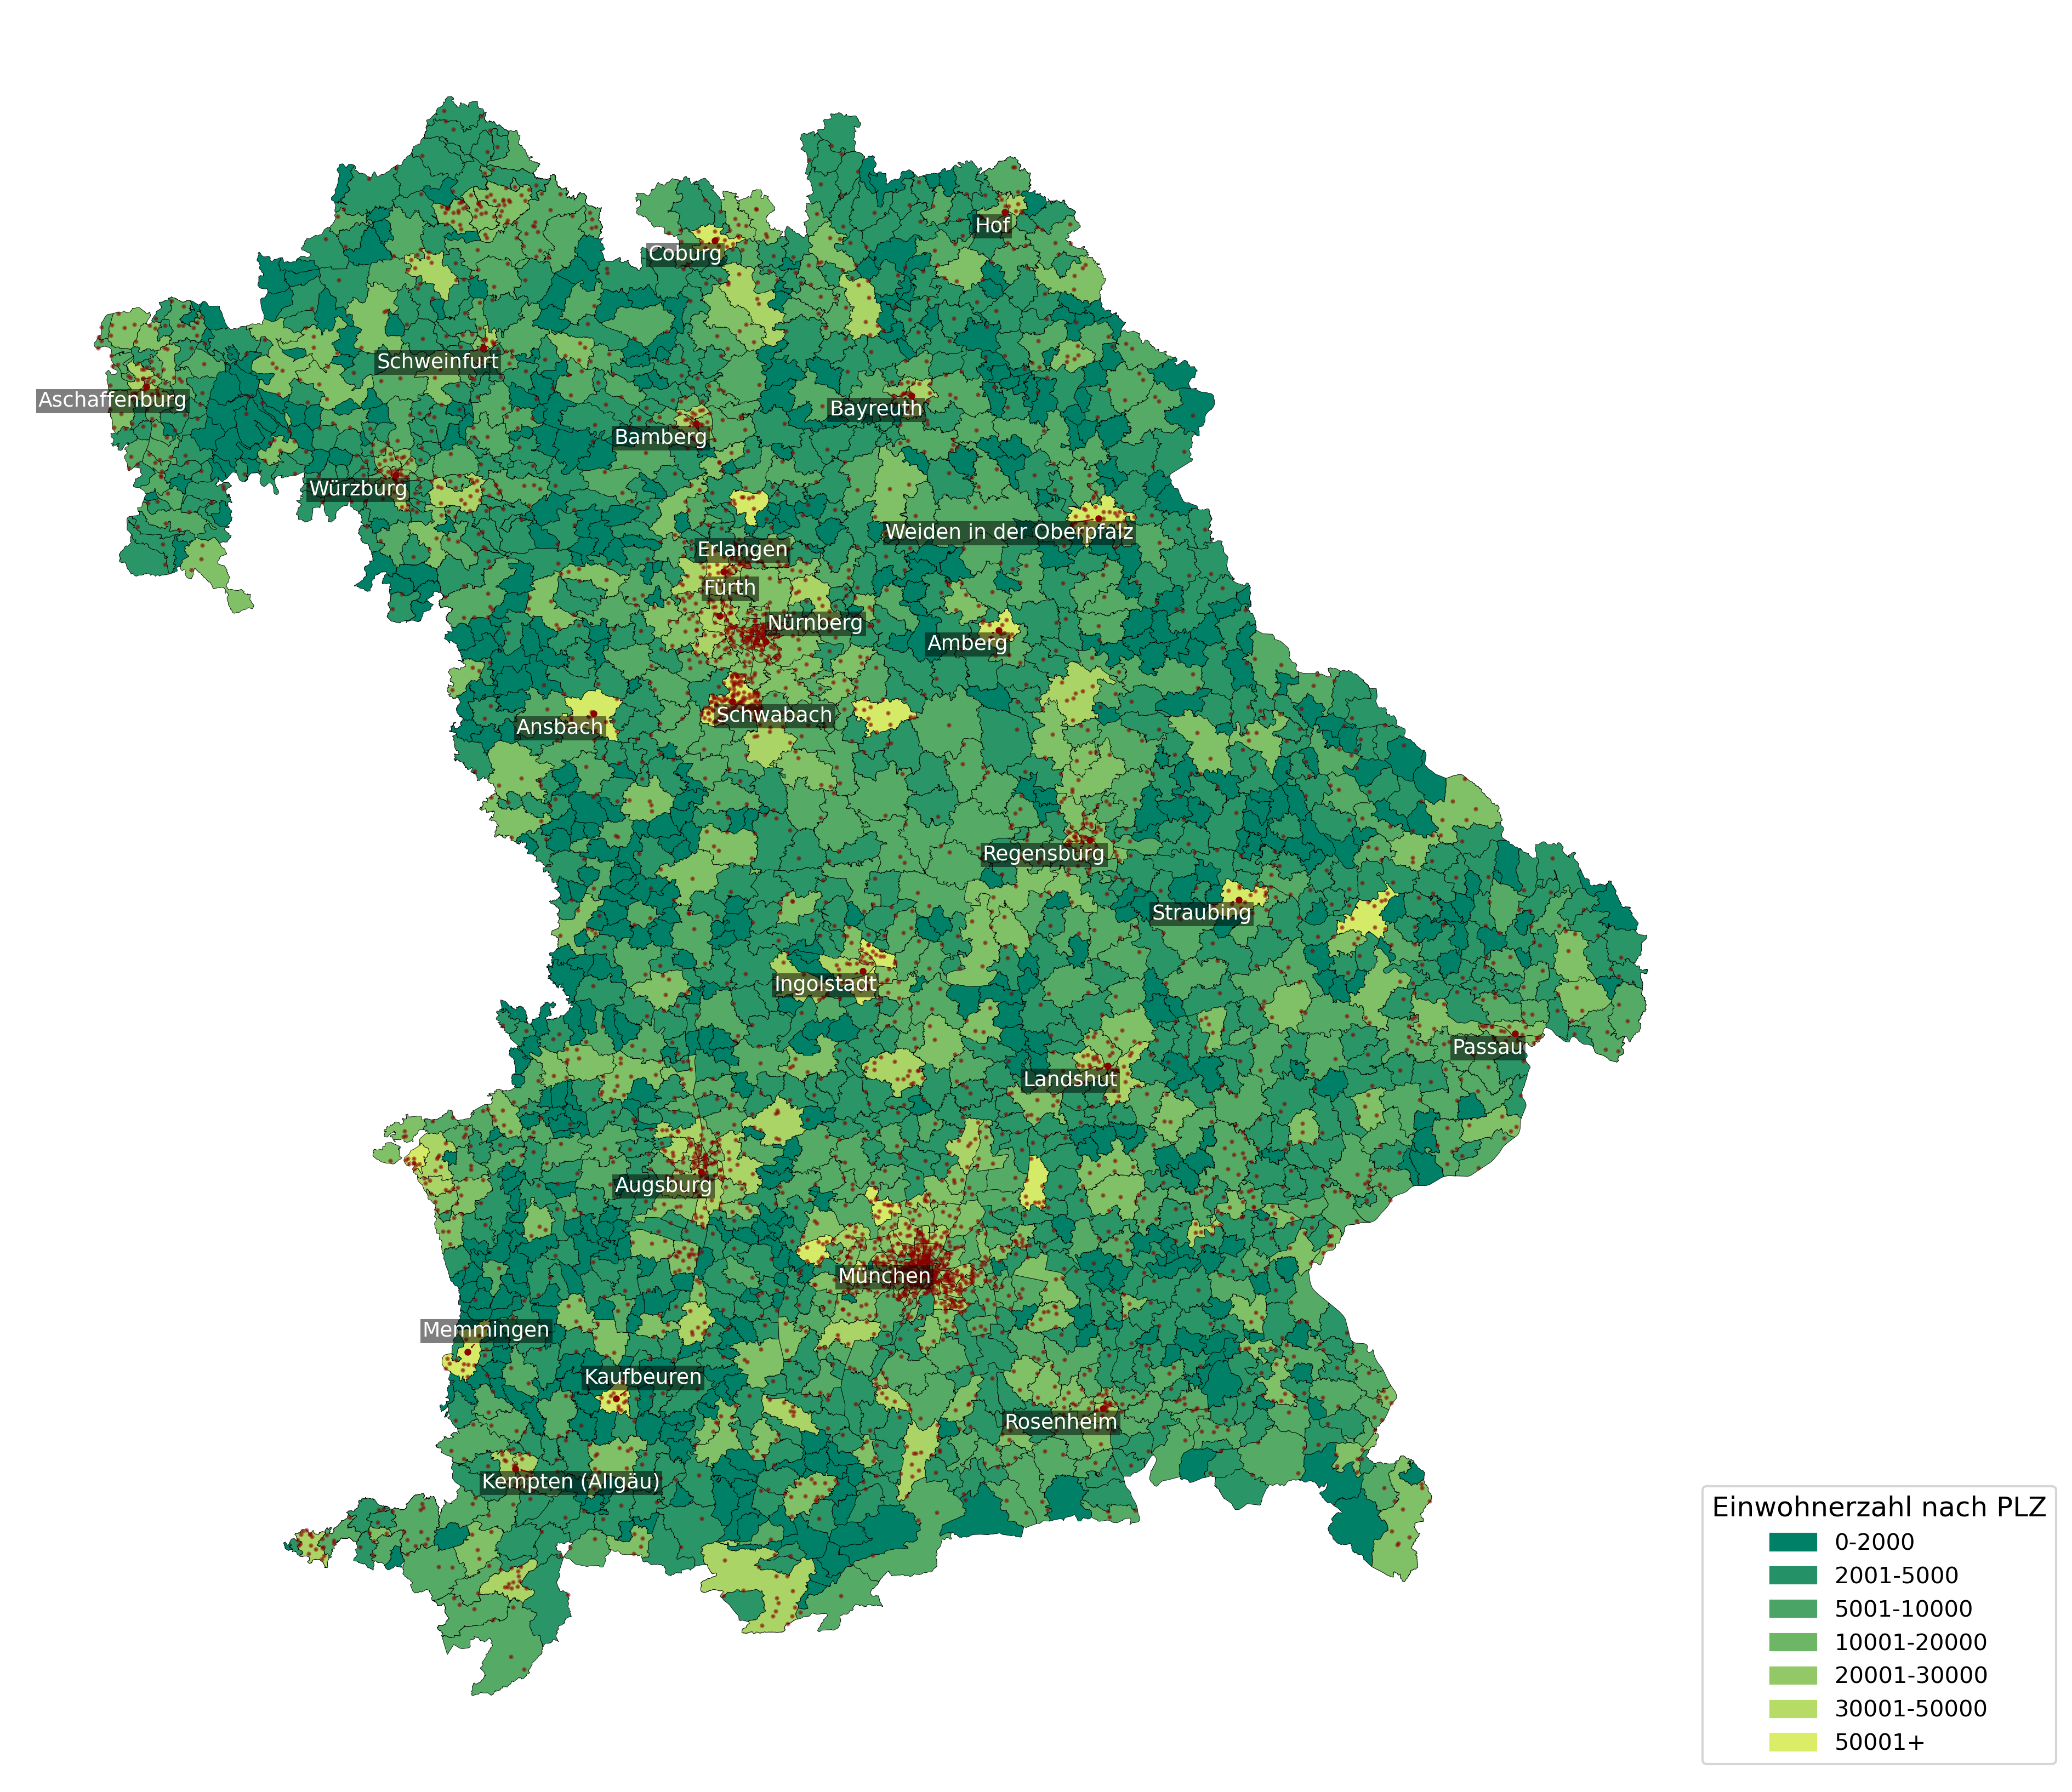 Hof
Coburg
Schweinfurt
Aschaffenburg
Bayreuth
Bamberg
Würzburg
Weiden in der Oberpfalz
Erlangen
Fürth
Nürnberg
Amberg
Schwabach
Ansbach
Regensburg
Straubing
Ingolstadt
Passau
Landshut
Augsburg
München
Memmingen
Kaufbeuren
Rosenheim
Kempten (Allgäu)
Einwohnerzahl nach PLZ
0-2000
2001-5000
5001-10000
10001-20000
20001-30000
30001-50000
50001+